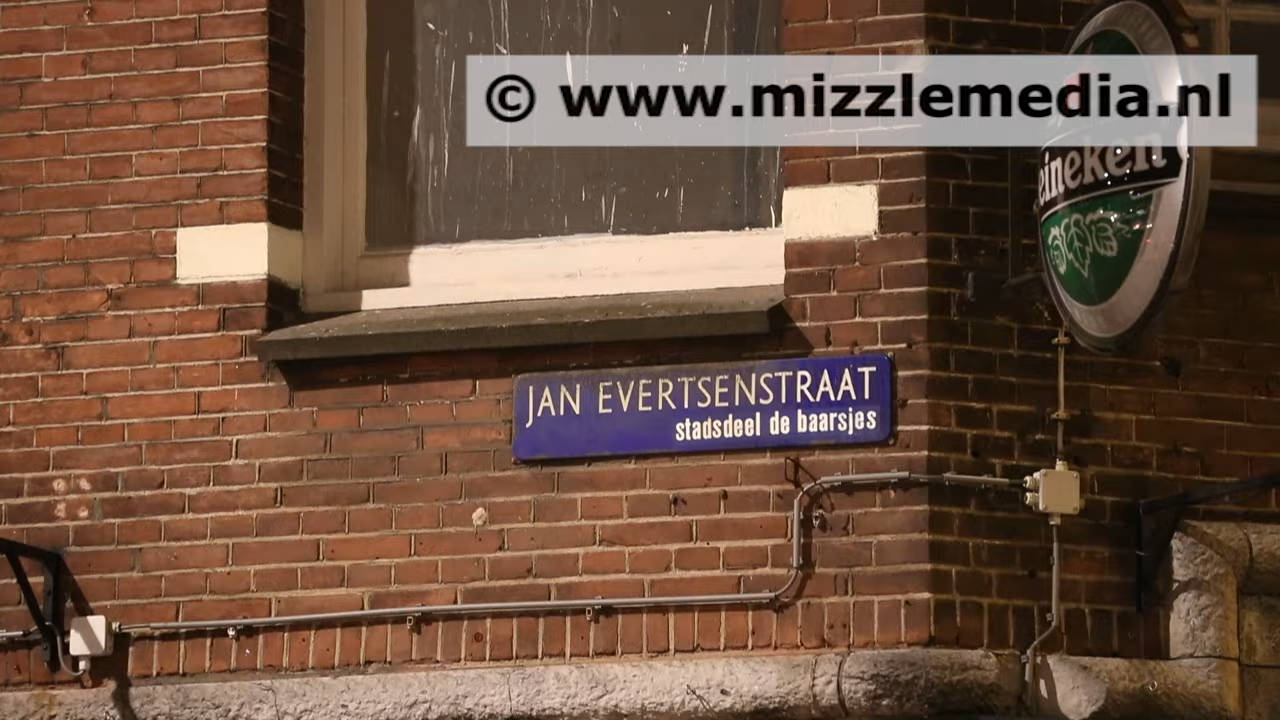 © www.mizzlemedia.nl
eineken
JAN EVERTSENSTRAAT
stadsdeel de baarsjes